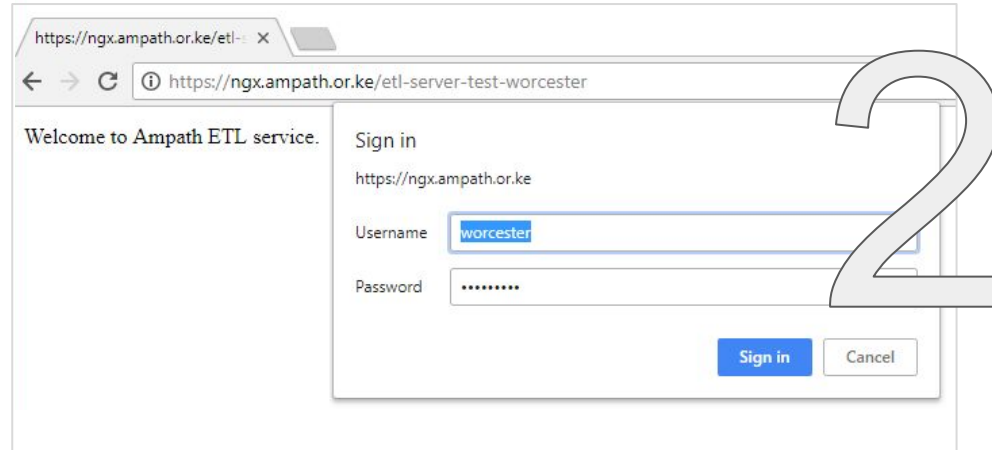 https://ngx.ampath.or.ke/etl-s
https://ngx.ampath.or.ke/etl-server-test-worcester
Welcome to Ampath ETL service.
Sign in
https://ngx.ampath.or.ke
Username worcester
Password •••••••••
Sign in Cancel
2